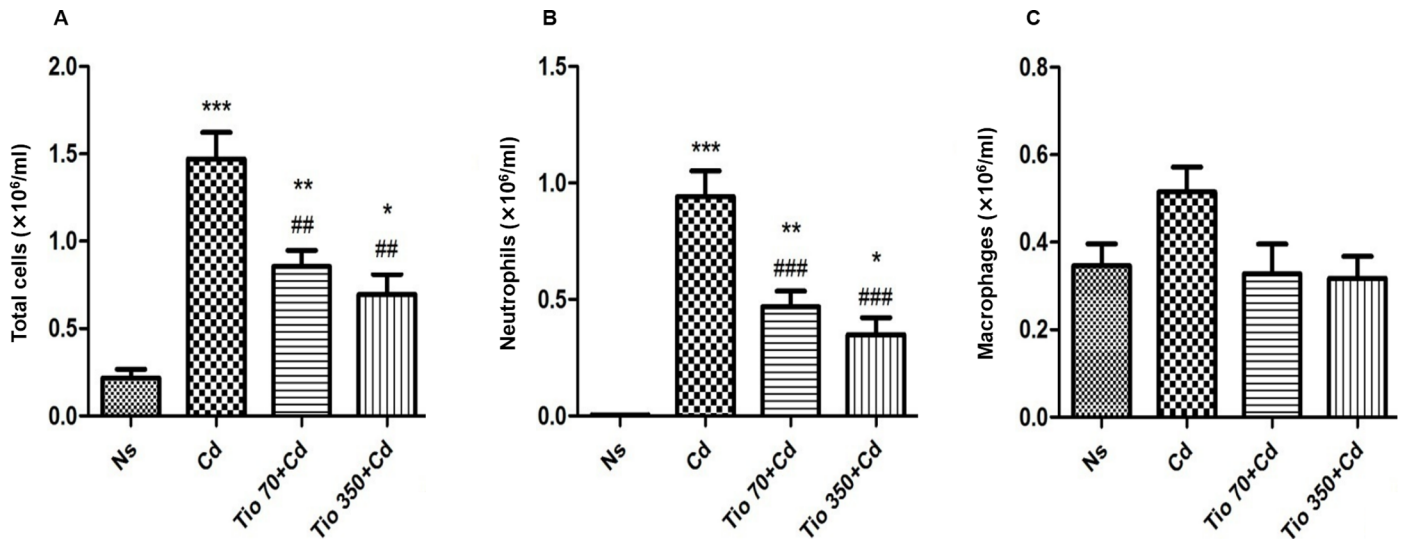 A
Total cells (×10⁶/ml)
2.0
1.5
1.0
0.5
0.0
***
**
##
*
##
Ns
Cd
Tio 70+Cd
Tio 350+Cd
B
Neutrophils (×10⁶/ml)
1.5
1.0
0.5
0.0
***
**
###
*
###
Ns
Cd
Tio 70+Cd
Tio 350+Cd
C
Macrophages (×10⁶/ml)
0.8
0.6
0.4
0.2
0.0
Ns
Cd
Tio 70+Cd
Tio 350+Cd